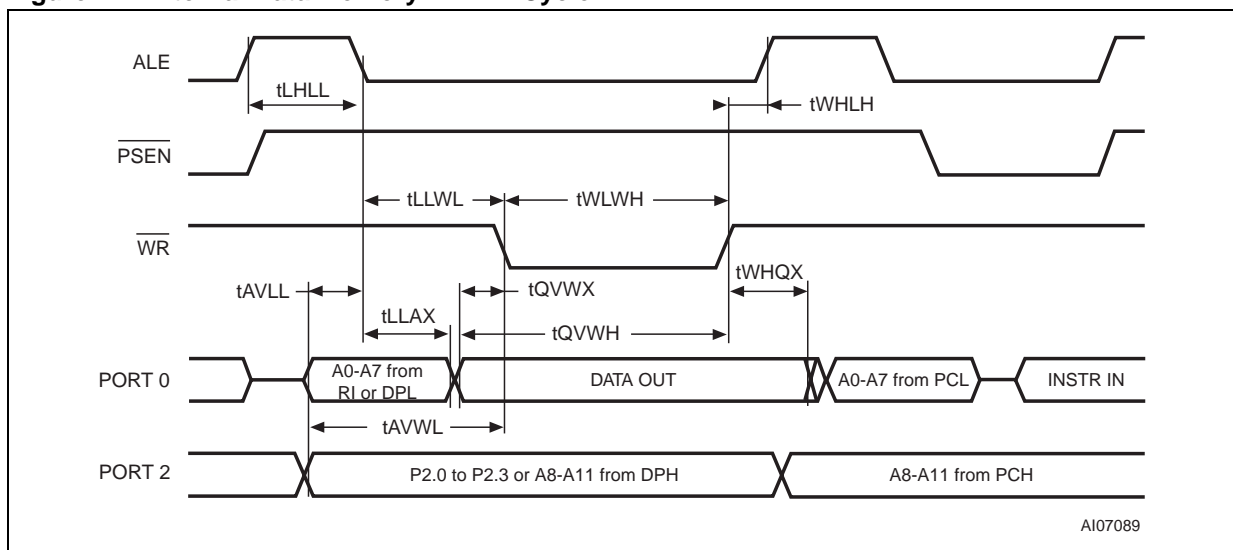 ALE
tLHLL
tWHLH
PSEN
tLLWL
tWLWH
WR
tAVLL
tQVWX
tWHQX
tLLAX
tQVWH
PORT 0
A0-A7 from
RI or DPL
DATA OUT
A0-A7 from PCL
INSTR IN
tAVWL
PORT 2
P2.0 to P2.3 or A8-A11 from DPH
A8-A11 from PCH
AI07089